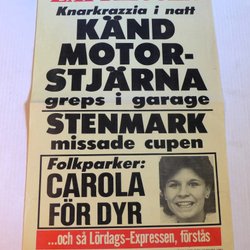 Knarkrazzia i natt
KÄND
MOTOR-
STJÄRNA
greps i garage
STENMARK
missade cupen
Folkparker:
CAROLA
FÖR DYR
...och så Lördags-Expressen, förstås